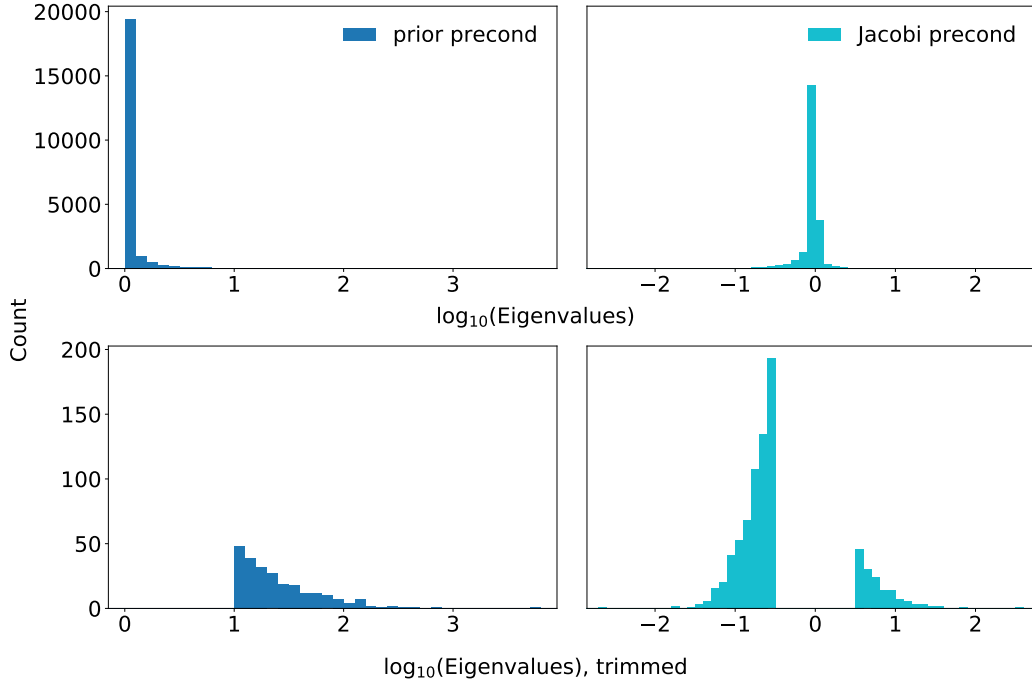 prior precond
Jacobi precond
20000
15000
10000
5000
0
0 1 2 3
−2 −1 0 1 2
log₁₀(Eigenvalues)
Count
200
150
100
50
0
0 1 2 3
−2 −1 0 1 2
log₁₀(Eigenvalues), trimmed